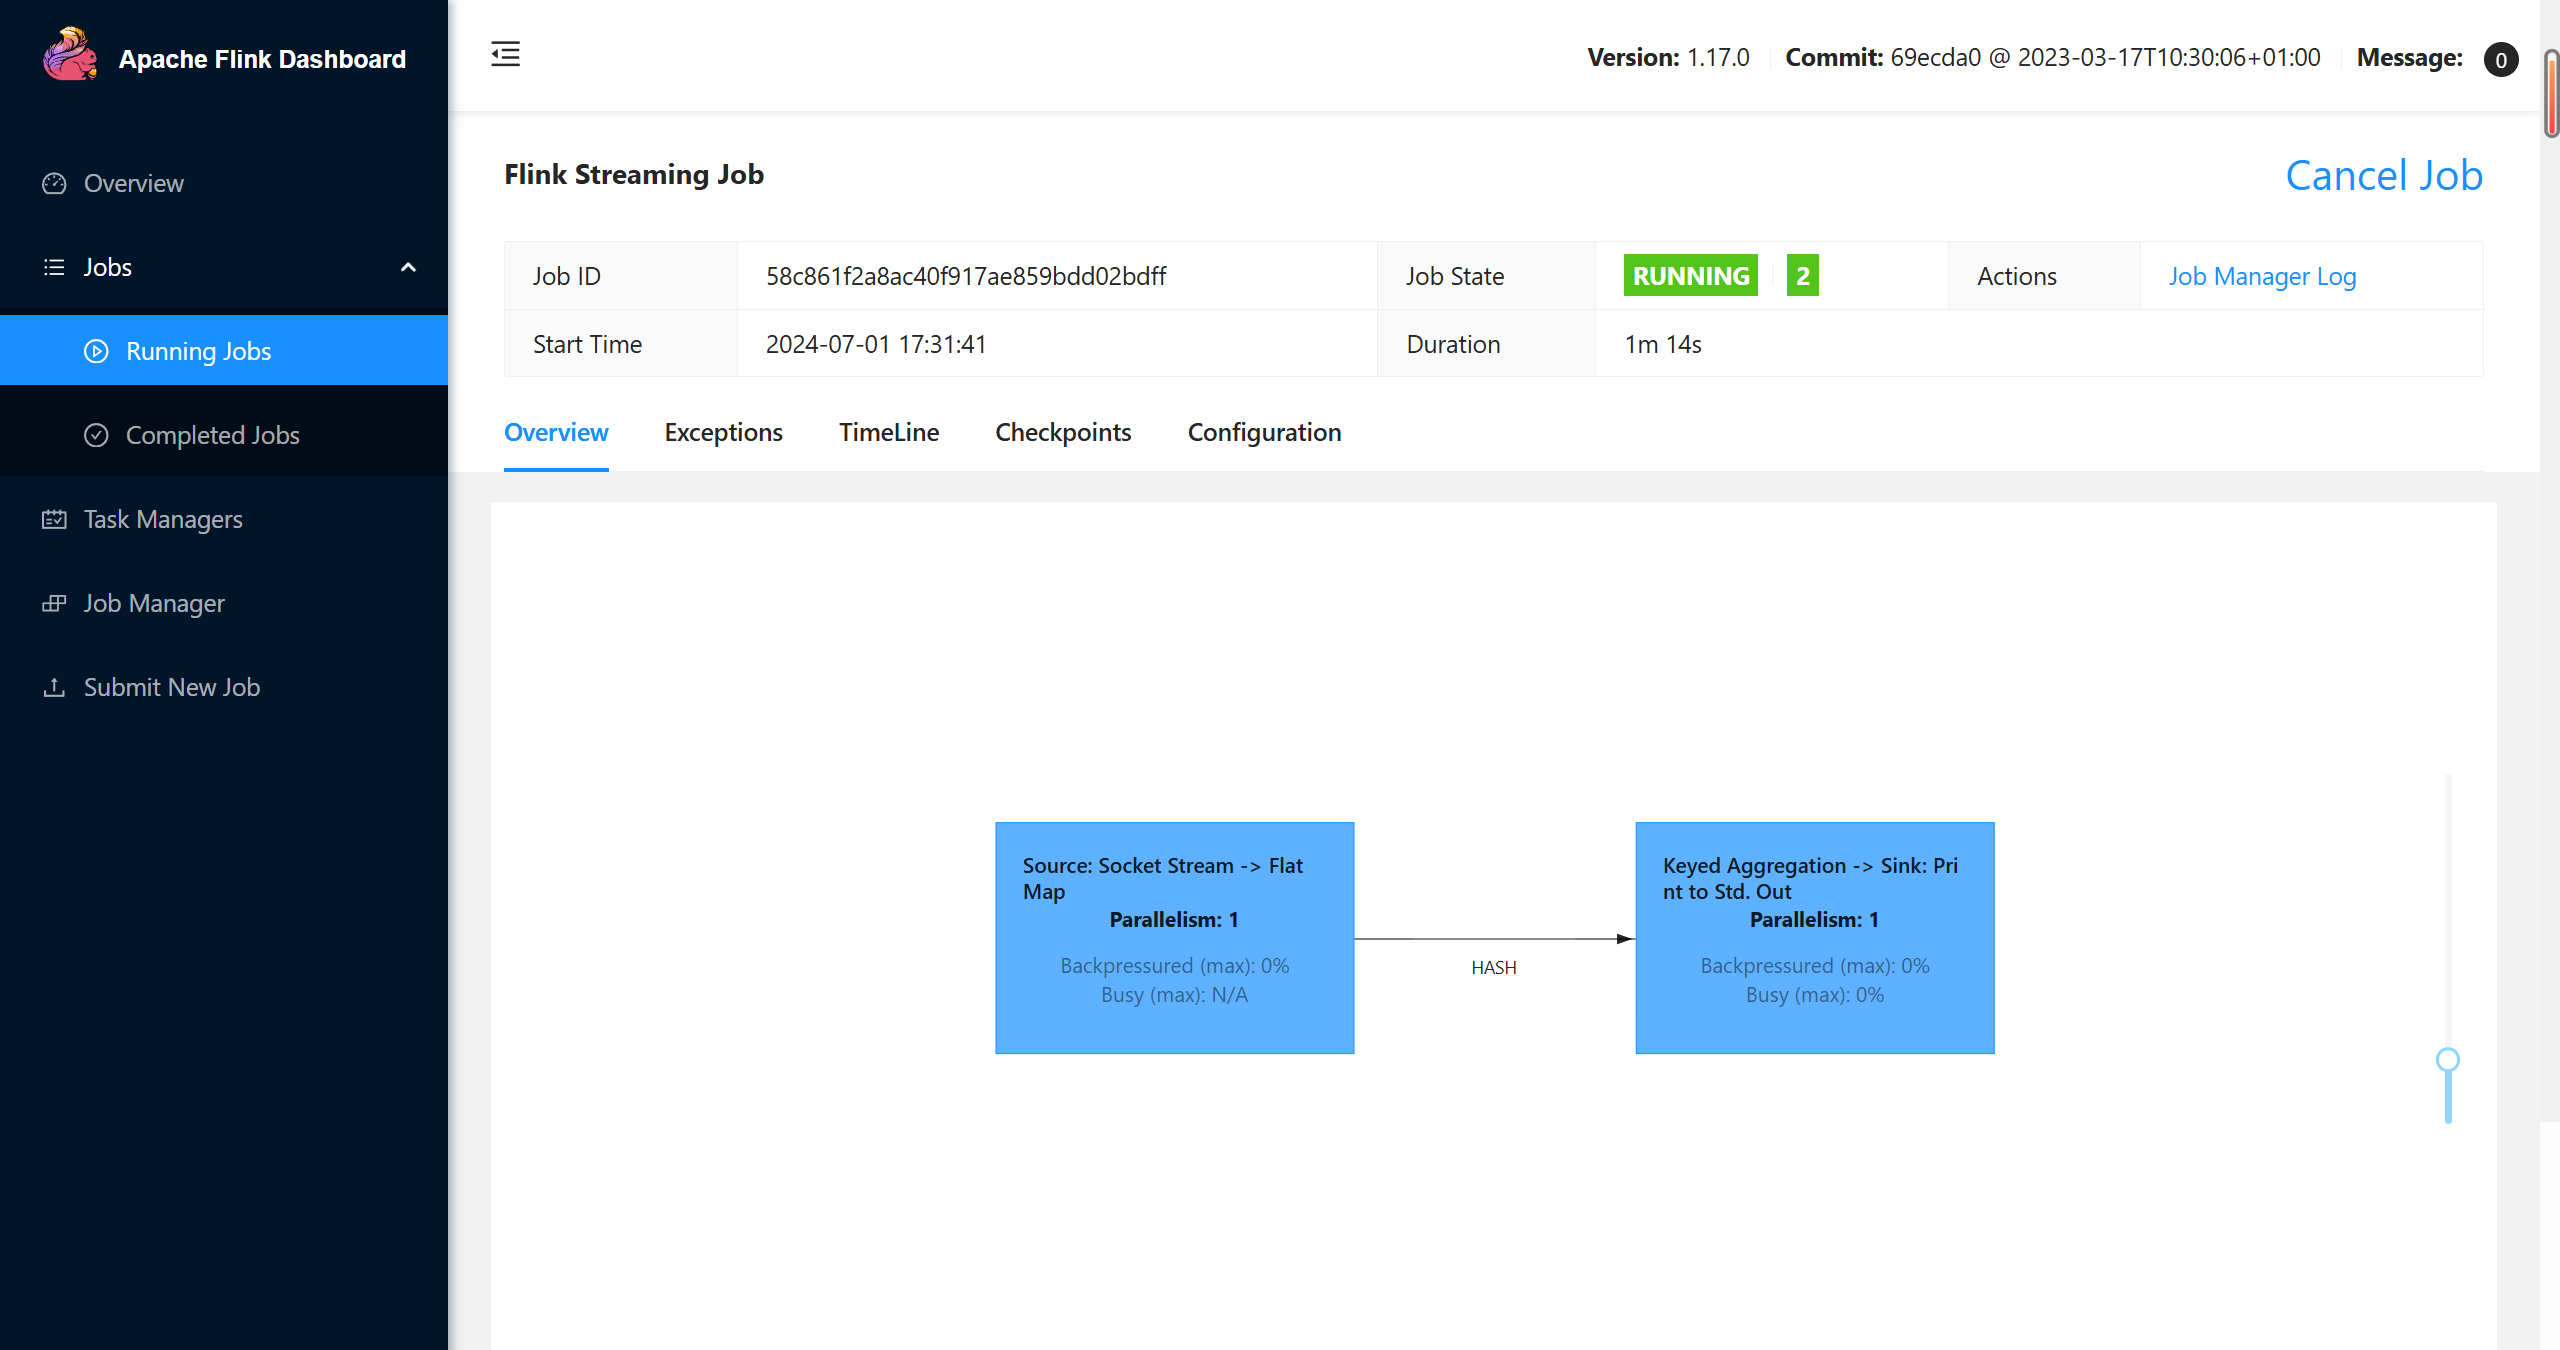 Apache Flink Dashboard
Version: 1.17.0 Commit: 69ecda0 @ 2023-03-17T10:30:06+01:00 Message: 0
Overview
Jobs
Running Jobs
Completed Jobs
Task Managers
Job Manager
Submit New Job
Flink Streaming Job
Cancel Job
Job ID 58c861f2a8ac40f917ae859bdd02bdff Job State RUNNING 2 Actions Job Manager Log
Start Time 2024-07-01 17:31:41 Duration 1m 14s
Overview Exceptions TimeLine Checkpoints Configuration
Source: Socket Stream -> Flat
Map
Parallelism: 1
Backpressured (max): 0%
Busy (max): N/A
HASH
Keyed Aggregation -> Sink: Pri
nt to Std. Out
Parallelism: 1
Backpressured (max): 0%
Busy (max): 0%